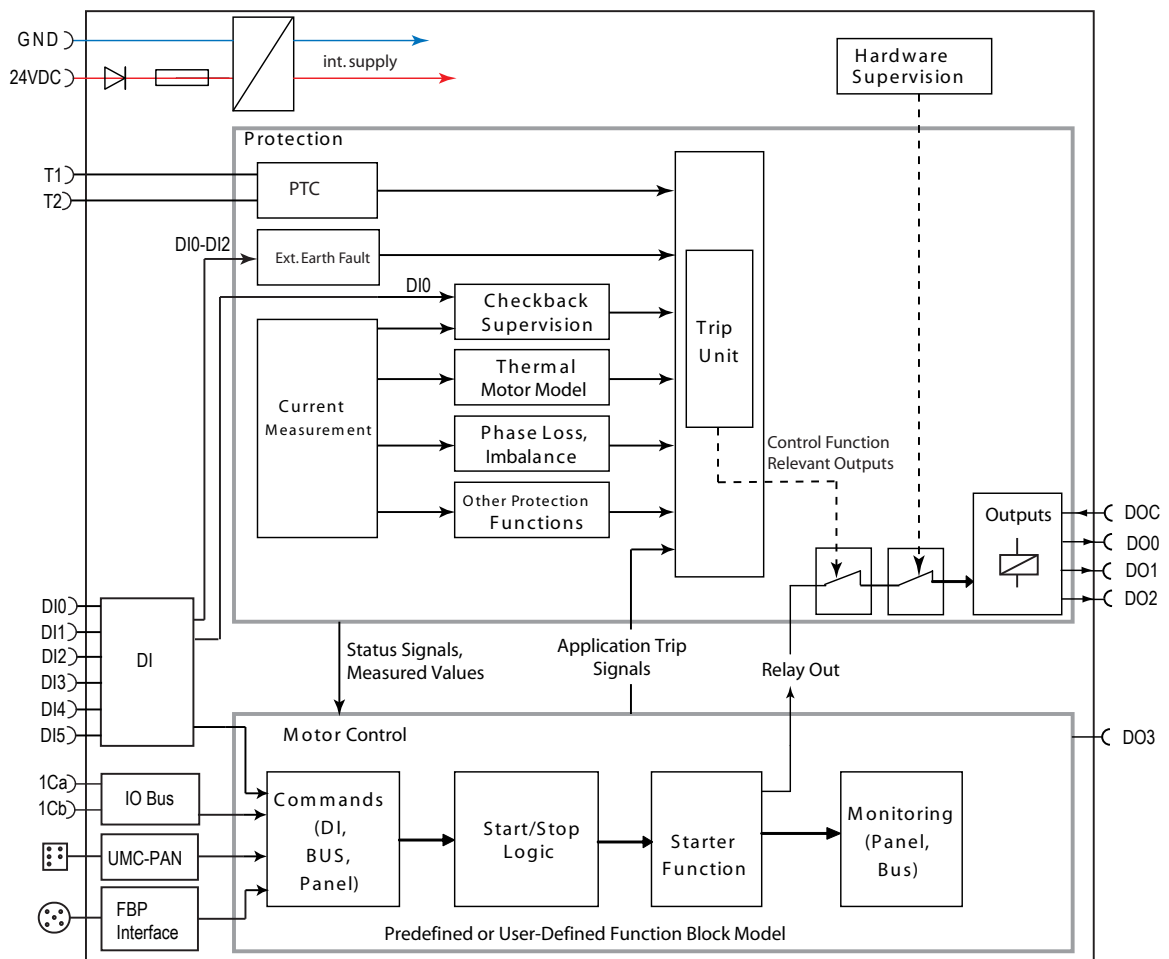 GND
24VDC
int. supply
Hardware
Supervision
Protection
T1
T2
PTC
DI0-DI2
Ext. Earth Fault
DI0
Checkback
Supervision
Thermal
Motor Model
Current
Measurement
Phase Loss,
Imbalance
Other Protection
Functions
Trip
Unit
Control Function
Relevant Outputs
Outputs
DOC
DO0
DO1
DO2
DI0
DI1
DI2
DI3
DI4
DI5
DI
Status Signals,
Measured Values
Application Trip
Signals
Relay Out
Motor Control
DO3
1Ca
1Cb
IO Bus
UMC-PAN
FBP
Interface
Commands
(DI,
BUS,
Panel)
Start/Stop
Logic
Starter
Function
Monitoring
(Panel,
Bus)
Predefined or User-Defined Function Block Model